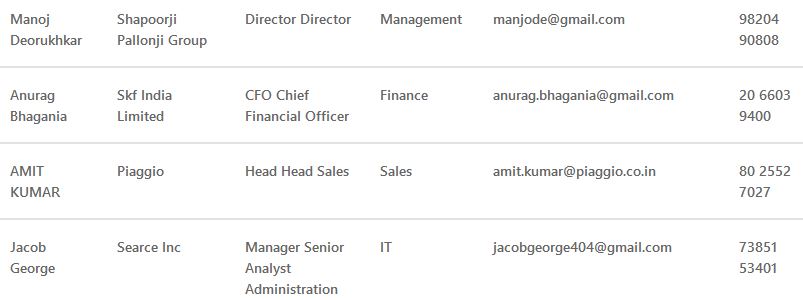 Manoj Shapoorji Director Director Management manjode@gmail.com 98204
Deorukhkar Pallonji Group 90808
Anurag Skf India CFO Chief Finance anurag.bhagania@gmail.com 20 6603
Bhagania Limited Financial Officer 9400
AMIT Piaggio Head Head Sales Sales amit.kumar@piaggio.co.in 80 2552
KUMAR 7027
Jacob Searce Inc Manager Senior IT jacobgeorge404@gmail.com 73851
George Analyst 53401
Administration